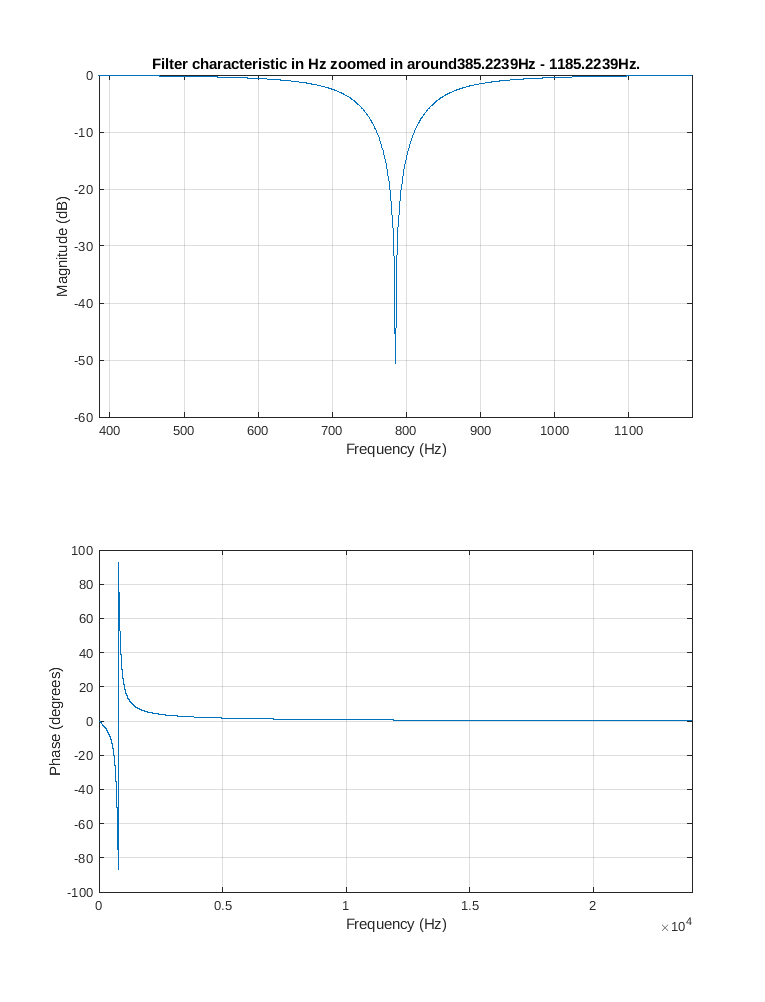 Filter characteristic in Hz zoomed in around385.2239Hz - 1185.2239Hz.
0
-10
-20
-30
-40
-50
-60
Magnitude (dB)
400 500 600 700 800 900 1000 1100
Frequency (Hz)
100
80
60
40
20
0
-20
-40
-60
-80
-100
Phase (degrees)
0 0.5 1 1.5 2
Frequency (Hz)
×10⁴